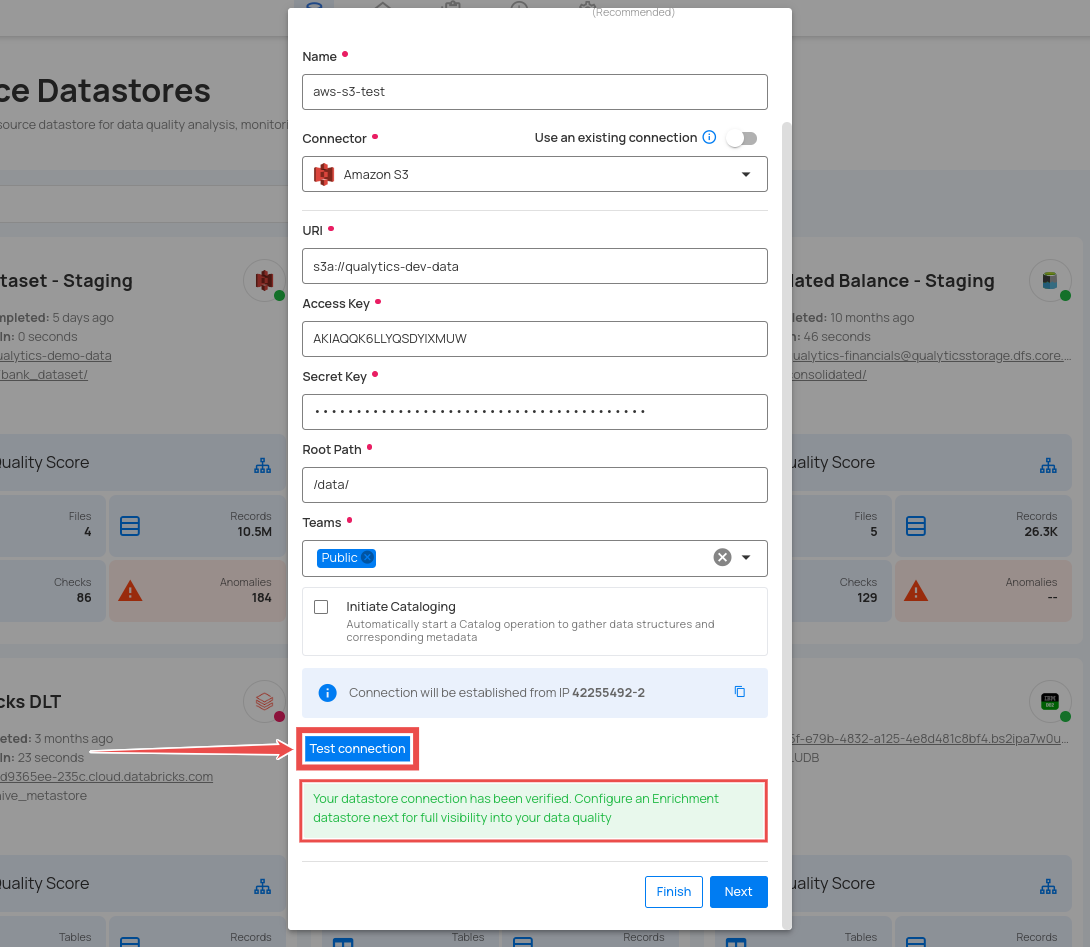 (Recommended)
ce Datastores
source datastore for data quality analysis, monitori
Name
aws-s3-test
Connector
Use an existing connection
Amazon S3
URI
s3a://qualytics-dev-data
Access Key
AKIAQQK6LLYQSDYIXMUW
Secret Key
••••••••••••••••••••••••••••••••••••••••
Root Path
/data/
Teams
Public
Initiate Cataloging
Automatically start a Catalog operation to gather data structures and
corresponding metadata
Connection will be established from IP 42255492-2
Test connection
Your datastore connection has been verified. Configure an Enrichment
datastore next for full visibility into your data quality
Finish
Next
taset - Staging
mpleted: 5 days ago
In: 0 seconds
ualytics-demo-data
bank_dataset/
Quality Score
Files
4
Records
10.5M
Checks
86
Anomalies
184
cks DLT
eted: 3 months ago
n: 23 seconds
d9365ee-235c.cloud.databricks.com
hive_metastore
Quality Score
Tables
Records
Tables
Records
lated Balance - Staging
leted: 10 months ago
n: 46 seconds
ualytics-financials@qualyticsstorage.dfs.core....
onsolidated/
uality Score
Files
5
Records
26.3K
Checks
129
Anomalies
--
5f-e79b-4832-a125-4e8d481c8bf4.bs2ipa7w0u...
LUDB
uality Score
Tables
Records